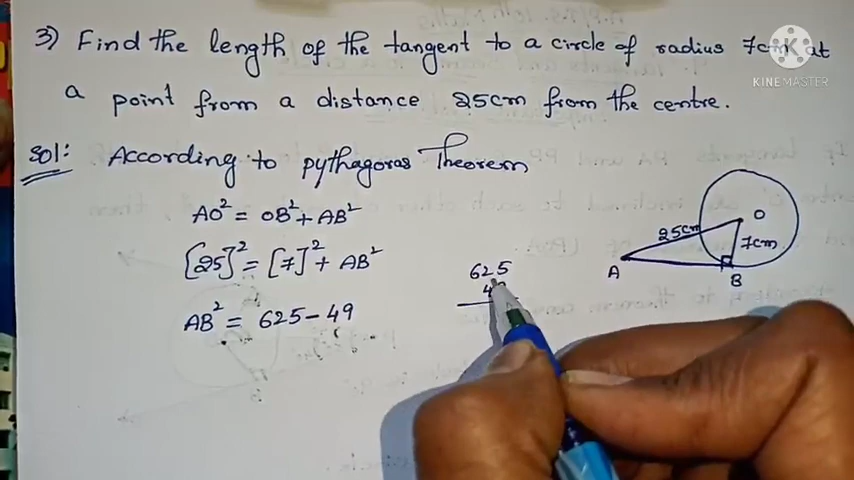 3) Find the length of the tangent to a circle of radius 7cm at
a point from a distance 25cm from the centre.
Sol: According to pythagoras Theorem
AO² = OB² + AB²
[25]² = [7]² + AB²
AB² = 625 - 49
625
4
O
25cm
7cm
A
B
K
KINEMASTER